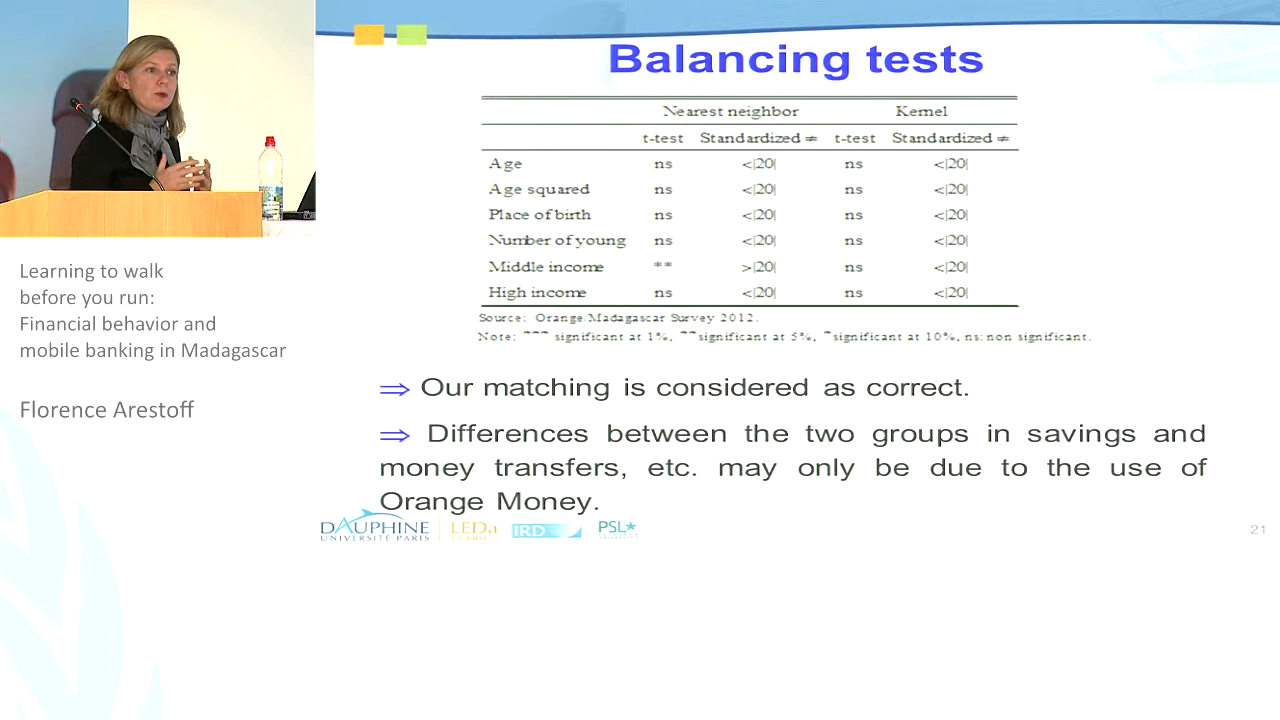 Balancing tests
Nearest neighbor Kernel
t-test Standardized ≠ t-test Standardized ≠
Age ns <|20| ns <|20|
Age squared ns <|20| ns <|20|
Place of birth ns <|20| ns <|20|
Number of young ns <|20| ns <|20|
Middle income ** >|20| ns <|20|
High income ns <|20| ns <|20|
Source: Orange/Madagascar Survey 2012.
Note: *** significant at 1%, **significant at 5%, *significant at 10%, ns: non significant.
⇒ Our matching is considered as correct.
⇒ Differences between the two groups in savings and
money transfers, etc. may only be due to the use of
Orange Money.
DAUPHINE
UNIVERSITÉ PARIS
LEDa
IRD
PSL★
21
Learning to walk
before you run:
Financial behavior and
mobile banking in Madagascar
Florence Arestoff